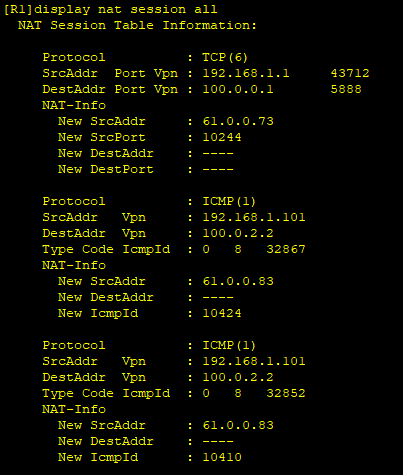 [R1]display nat session all
NAT Session Table Information:
Protocol : TCP(6)
SrcAddr Port Vpn : 192.168.1.1 43712
DestAddr Port Vpn : 100.0.0.1 5888
NAT-Info
New SrcAddr : 61.0.0.73
New SrcPort : 10244
New DestAddr : ----
New DestPort : ----
Protocol : ICMP(1)
SrcAddr Vpn : 192.168.1.101
DestAddr Vpn : 100.0.2.2
Type Code IcmpId : 0 8 32867
NAT-Info
New SrcAddr : 61.0.0.83
New DestAddr : ----
New IcmpId : 10424
Protocol : ICMP(1)
SrcAddr Vpn : 192.168.1.101
DestAddr Vpn : 100.0.2.2
Type Code IcmpId : 0 8 32852
NAT-Info
New SrcAddr : 61.0.0.83
New DestAddr : ----
New IcmpId : 10410